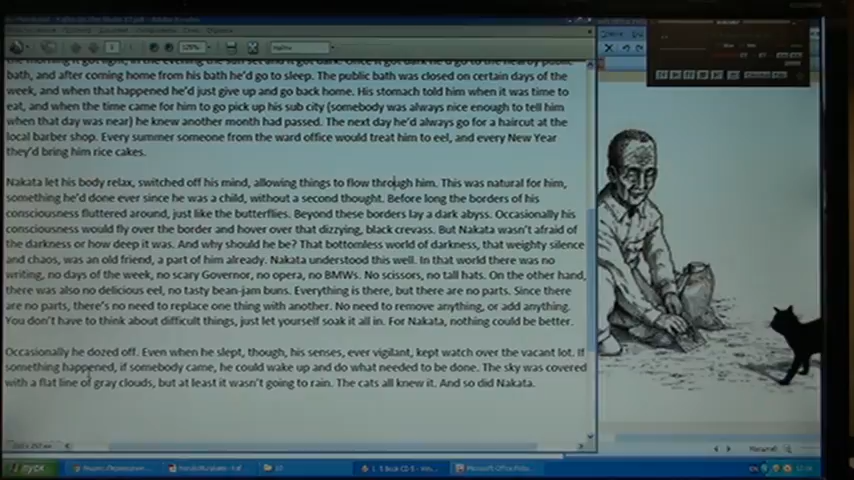 bath, and after coming home from his bath he'd go to sleep. The public bath was closed on certain days of the
week, and when that happened he'd just give up and go back home. His stomach told him when it was time to
eat, and when the time came for him to go pick up his sub city (somebody was always nice enough to tell him
when that day was near) he knew another month had passed. The next day he'd always go for a haircut at the
local barber shop. Every summer someone from the ward office would treat him to eel, and every New Year
they'd bring him rice cakes.
Nakata let his body relax, switched off his mind, allowing things to flow through him. This was natural for him,
something he'd done ever since he was a child, without a second thought. Before long the borders of his
consciousness fluttered around, just like the butterflies. Beyond these borders lay a dark abyss. Occasionally his
consciousness would fly over the border and hover over that dizzying, black crevass. But Nakata wasn't afraid of
the darkness or how deep it was. And why should he be? That bottomless world of darkness, that weighty silence
and chaos, was an old friend, a part of him already. Nakata understood this well. In that world there was no
writing, no days of the week, no scary Governor, no opera, no BMWs. No scissors, no tall hats. On the other hand,
there was also no delicious eel, no tasty bean-jam buns. Everything is there, but there are no parts. Since there
are no parts, there's no need to replace one thing with another. No need to remove anything, or add anything.
You don't have to think about difficult things, just let yourself soak it all in. For Nakata, nothing could be better.
Occasionally he dozed off. Even when he slept, though, his senses, ever vigilant, kept watch over the vacant lot. If
something happened, if somebody came, he could wake up and do what needed to be done. The sky was covered
with a flat line of gray clouds, but at least it wasn't going to rain. The cats all knew it. And so did Nakata.
Масштаб
пуск